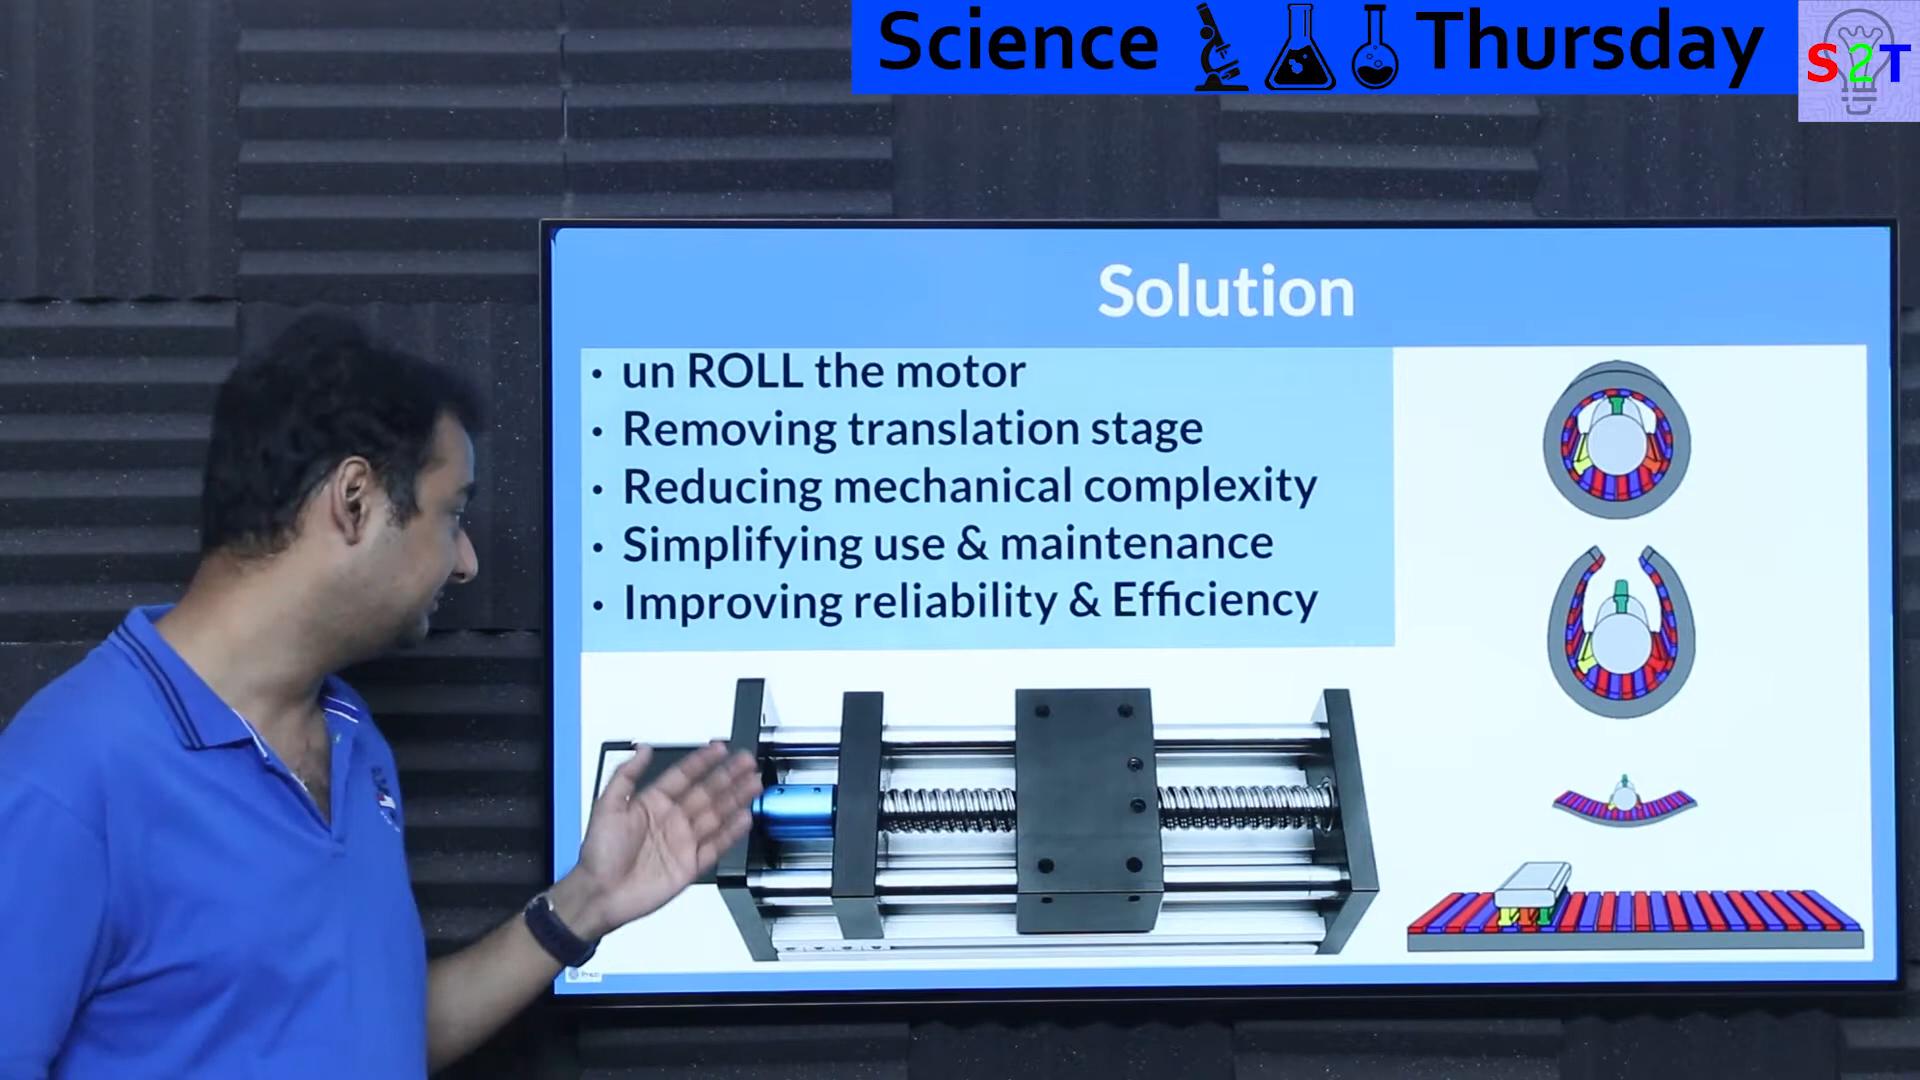 Science Thursday
S2T
Solution
• un ROLL the motor
• Removing translation stage
• Reducing mechanical complexity
• Simplifying use & maintenance
• Improving reliability & Efficiency
Prezi